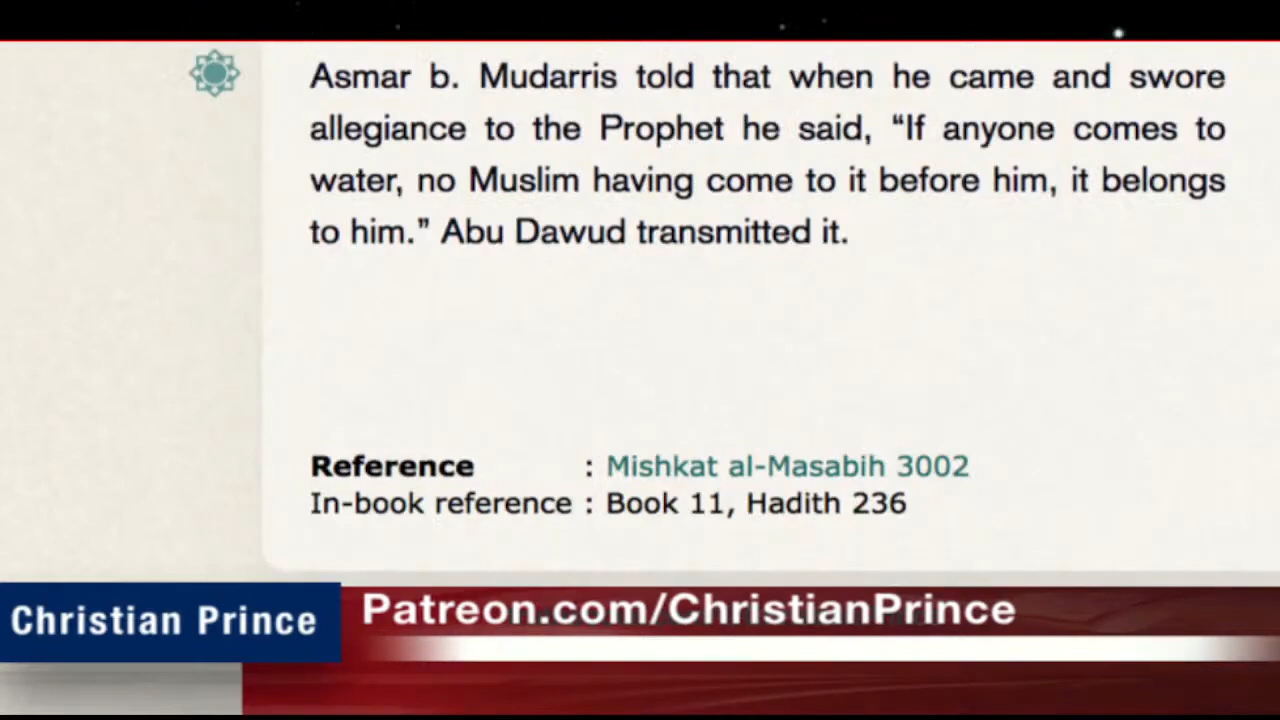 Asmar b. Mudarris told that when he came and swore
allegiance to the Prophet he said, “If anyone comes to
water, no Muslim having come to it before him, it belongs
to him.” Abu Dawud transmitted it.
Reference : Mishkat al-Masabih 3002
In-book reference : Book 11, Hadith 236
Christian Prince
Patreon.com/ChristianPrince